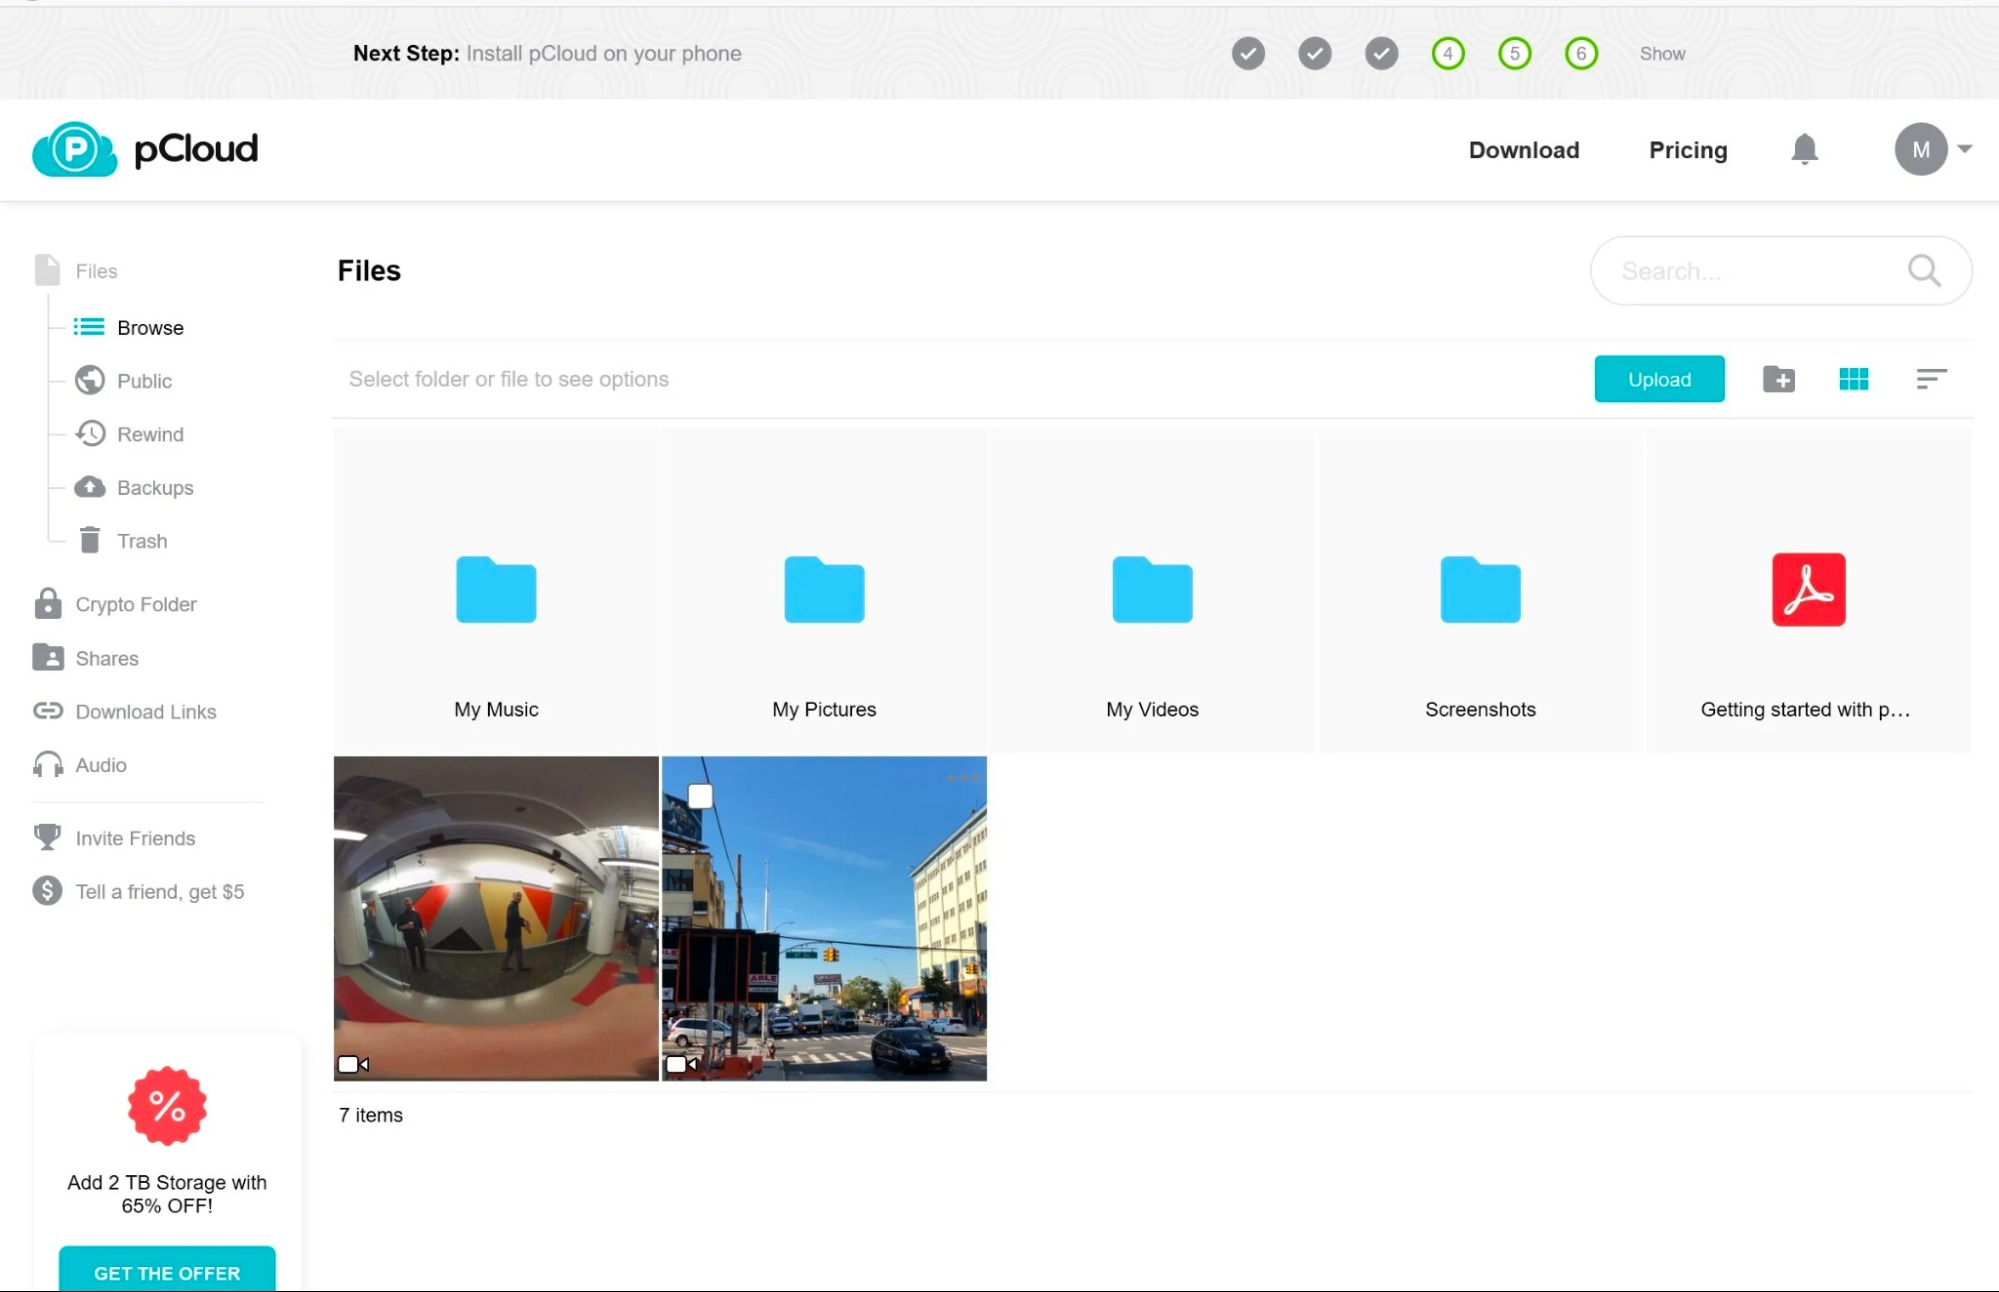 Next Step: Install pCloud on your phone
4 5 6 Show
P pCloud
Download Pricing M
Files
Browse
Public
Rewind
Backups
Trash
Crypto Folder
Shares
Download Links
Audio
Invite Friends
Tell a friend, get $5
%
Add 2 TB Storage with
65% OFF!
GET THE OFFER
Files
Search...
Select folder or file to see options
Upload
My Music
My Pictures
My Videos
Screenshots
Getting started with p...
ABLE
7 items